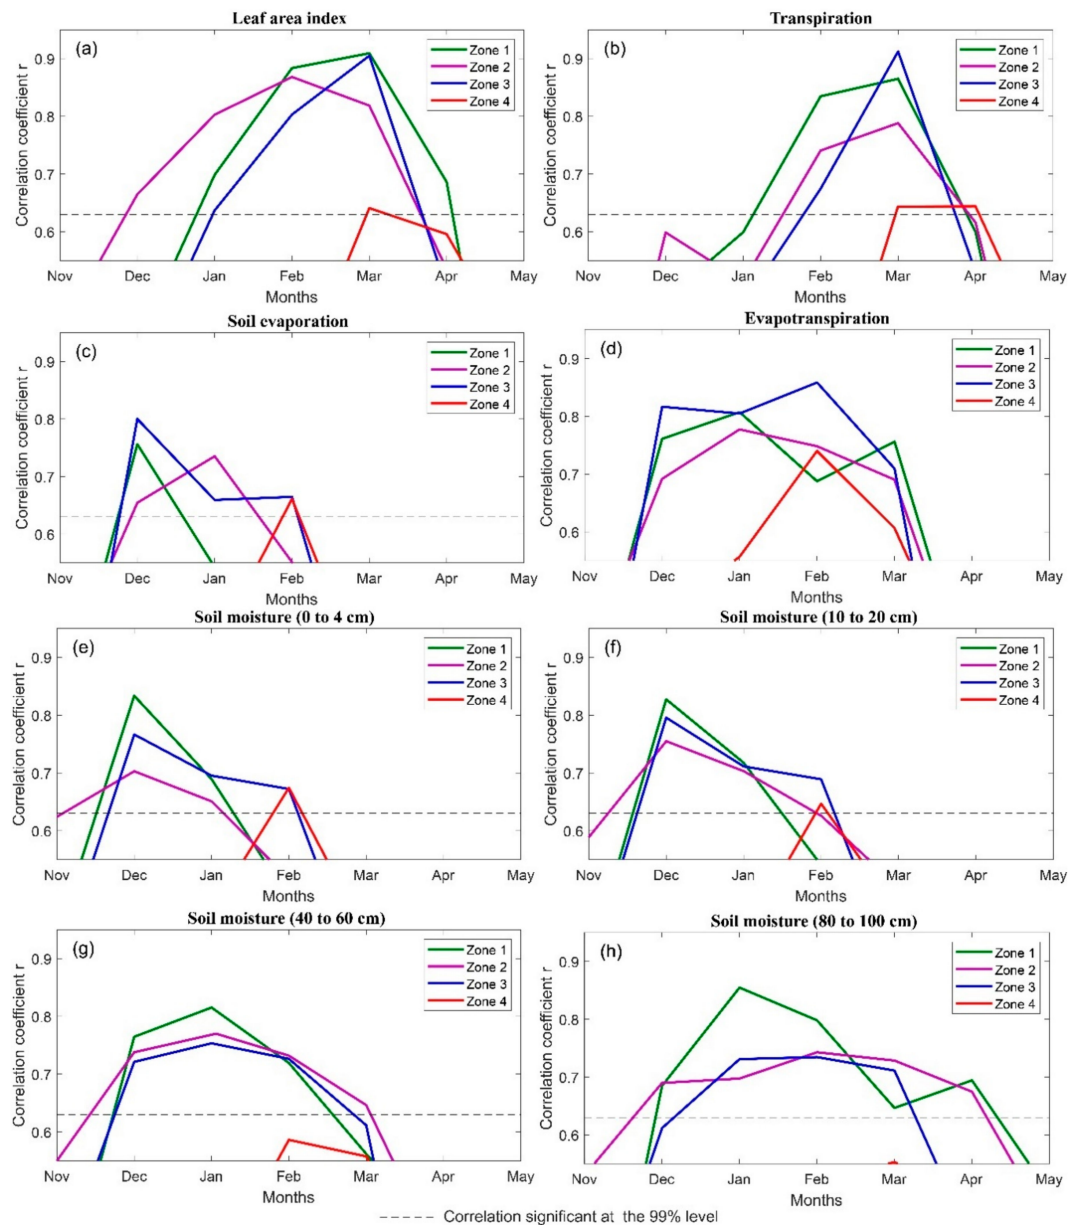 Leaf area index
(a)
Zone 1
Zone 2
Zone 3
Zone 4
0.9
0.8
0.7
0.6
Correlation coefficient r
Nov Dec Jan Feb Mar Apr May
Months
Transpiration
(b)
Zone 1
Zone 2
Zone 3
Zone 4
0.9
0.8
0.7
0.6
Correlation coefficient r
Nov Dec Jan Feb Mar Apr May
Months
Soil evaporation
(c)
Zone 1
Zone 2
Zone 3
Zone 4
0.9
0.8
0.7
0.6
Correlation coefficient r
Nov Dec Jan Feb Mar Apr May
Months
Evapotranspiration
(d)
Zone 1
Zone 2
Zone 3
Zone 4
0.9
0.8
0.7
0.6
Correlation coefficient r
Nov Dec Jan Feb Mar Apr May
Months
Soil moisture (0 to 4 cm)
(e)
Zone 1
Zone 2
Zone 3
Zone 4
0.9
0.8
0.7
0.6
Correlation coefficient r
Nov Dec Jan Feb Mar Apr May
Months
Soil moisture (10 to 20 cm)
(f)
Zone 1
Zone 2
Zone 3
Zone 4
0.9
0.8
0.7
0.6
Correlation coefficient r
Nov Dec Jan Feb Mar Apr May
Months
Soil moisture (40 to 60 cm)
(g)
Zone 1
Zone 2
Zone 3
Zone 4
0.9
0.8
0.7
0.6
Correlation coefficient r
Nov Dec Jan Feb Mar Apr May
Months
Soil moisture (80 to 100 cm)
(h)
Zone 1
Zone 2
Zone 3
Zone 4
0.9
0.8
0.7
0.6
Correlation coefficient r
Nov Dec Jan Feb Mar Apr May
Months
Correlation significant at the 99% level